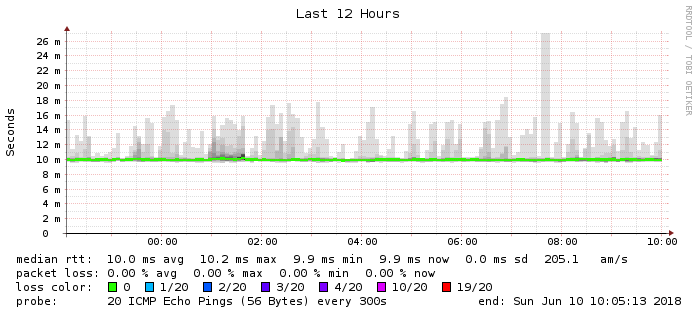 Last 12 Hours
RRDTOOL / TOBI OETIKER
Seconds
26 m
24 m
22 m
20 m
18 m
16 m
14 m
12 m
10 m
8 m
6 m
4 m
2 m
0
00:00 02:00 04:00 06:00 08:00 10:00
median rtt: 10.0 ms avg 10.2 ms max 9.9 ms min 9.9 ms now 0.0 ms sd 205.1 am/s
packet loss: 0.00 % avg 0.00 % max 0.00 % min 0.00 % now
loss color: 0 1/20 2/20 3/20 4/20 10/20 19/20
probe: 20 ICMP Echo Pings (56 Bytes) every 300s end: Sun Jun 10 10:05:13 2018